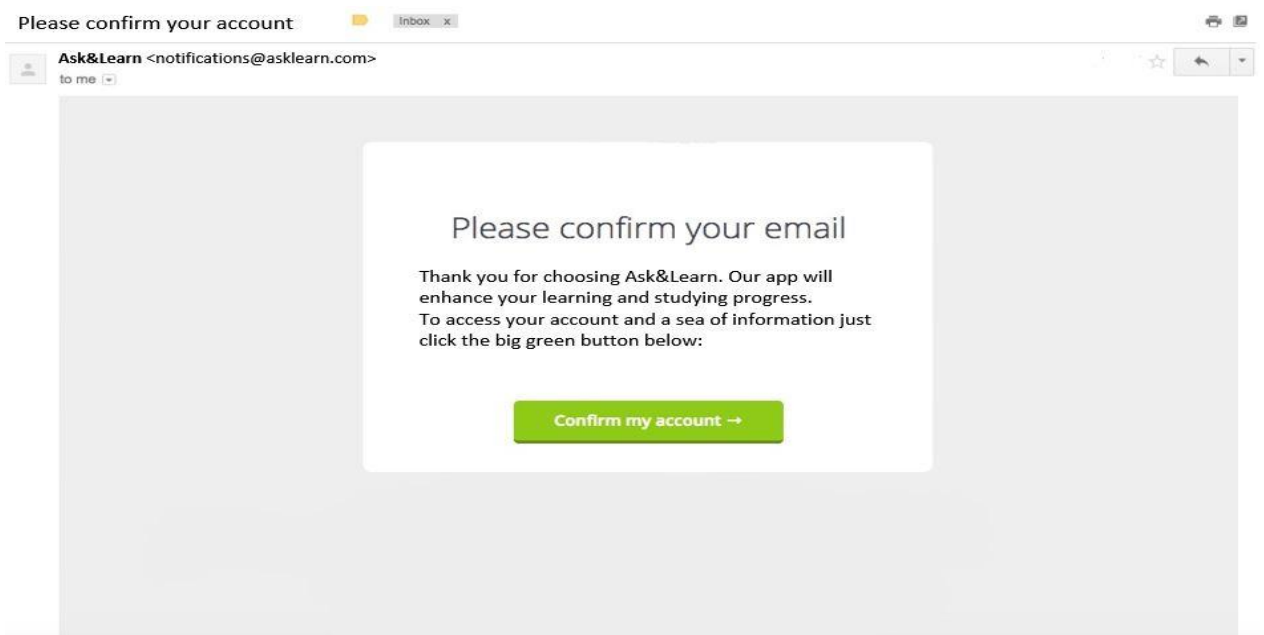 Please confirm your account
Inbox x
Ask&Learn <notifications@asklearn.com>
to me
Please confirm your email
Thank you for choosing Ask&Learn. Our app will
enhance your learning and studying progress.
To access your account and a sea of information just
click the big green button below:
Confirm my account →